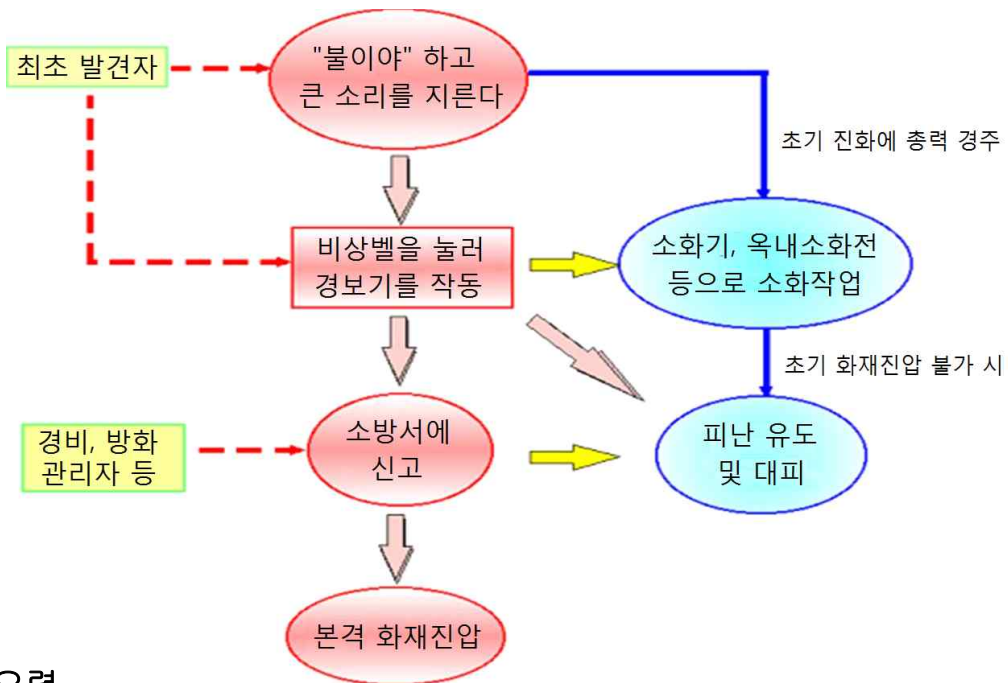 "불이야" 하고
큰 소리를 지른다
최초 발견자
초기 진화에 총력 경주
비상벨을 눌러
경보기를 작동
소화기, 옥내소화전
등으로 소화작업
초기 화재진압 불가 시
경비, 방화
관리자 등
소방서에
신고
피난 유도
및 대피
본격 화재진압